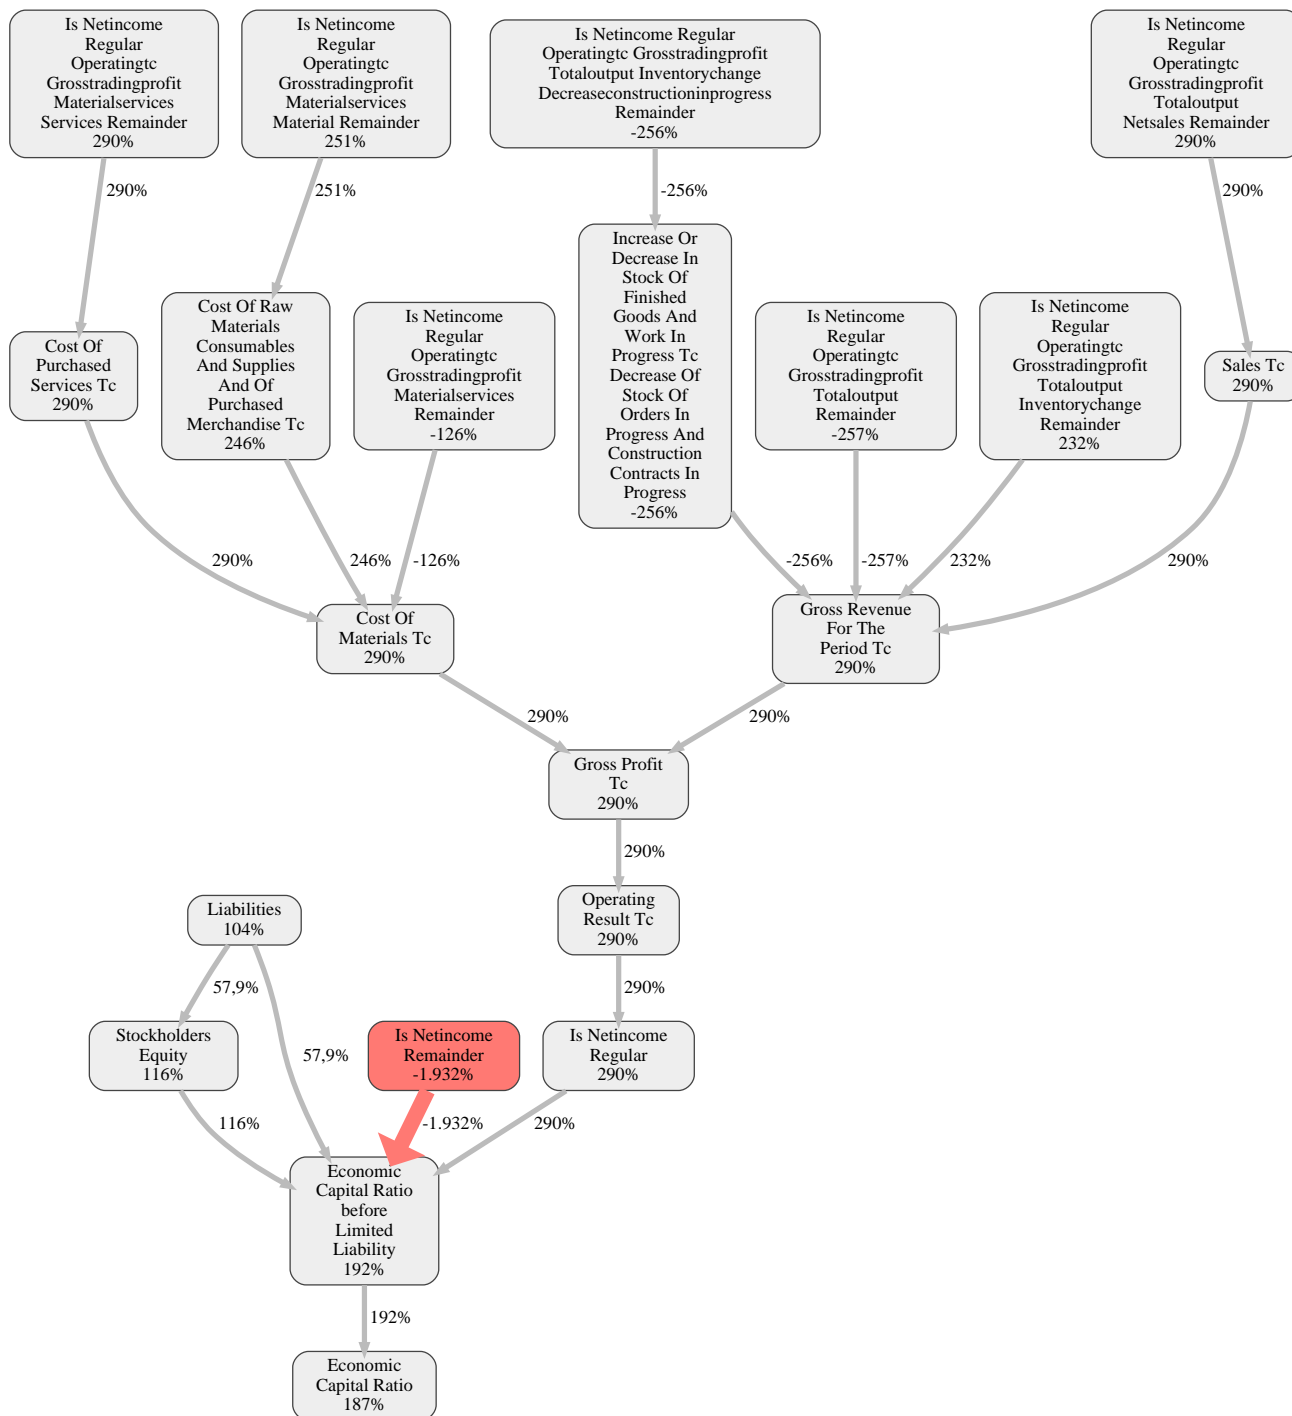 Is Netincome
Regular
Operatingtc
Grosstradingprofit
Materialservices
Services Remainder
290%
Is Netincome
Regular
Operatingtc
Grosstradingprofit
Materialservices
Material Remainder
251%
Is Netincome Regular
Operatingtc Grosstradingprofit
Totaloutput Inventorychange
Decreaseconstructioninprogress
Remainder
-256%
Is Netincome
Regular
Operatingtc
Grosstradingprofit
Totaloutput
Netsales Remainder
290%
290%
251%
-256%
290%
Cost Of
Purchased
Services Tc
290%
Cost Of Raw
Materials
Consumables
And Supplies
And Of
Purchased
Merchandise Tc
246%
Is Netincome
Regular
Operatingtc
Grosstradingprofit
Materialservices
Remainder
-126%
Increase Or
Decrease In
Stock Of
Finished
Goods And
Work In
Progress Tc
Decrease Of
Stock Of
Orders In
Progress And
Construction
Contracts In
Progress
-256%
Is Netincome
Regular
Operatingtc
Grosstradingprofit
Totaloutput
Remainder
-257%
Is Netincome
Regular
Operatingtc
Grosstradingprofit
Totaloutput
Inventorychange
Remainder
232%
Sales Tc
290%
290%
246%
-126%
-256%
-257%
232%
290%
Cost Of
Materials Tc
290%
Gross Revenue
For The
Period Tc
290%
290%
290%
Gross Profit
Tc
290%
290%
Operating
Result Tc
290%
Liabilities
104%
57,9%
290%
Stockholders
Equity
116%
57,9%
Is Netincome
Remainder
-1.932%
Is Netincome
Regular
290%
116%
-1.932%
290%
Economic
Capital Ratio
before
Limited
Liability
192%
192%
Economic
Capital Ratio
187%